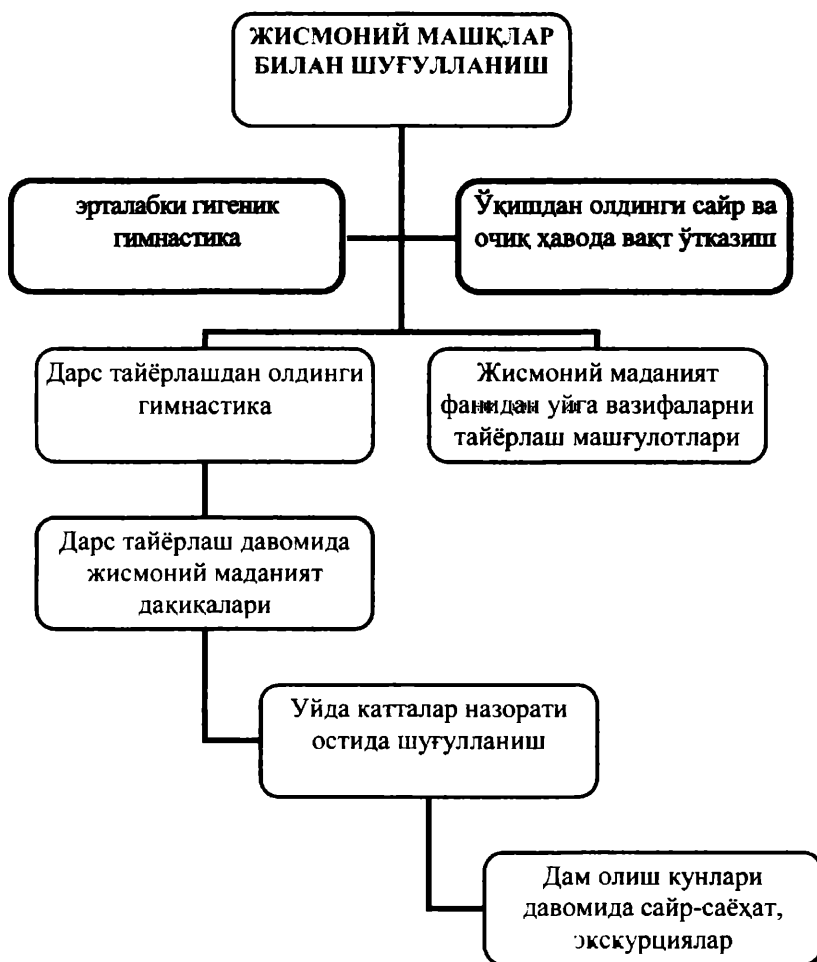 ЖИСМОНИЙ МАШҚЛАР
БИЛАН ШУҒУЛЛАНИШ
эрталабки гигеник
гимнастика
Ўқишдан олдинги сайр ва
очиқ ҳавода вақт ўтказиш
Дарс тайёрлашдан олдинги
гимнастика
Жисмоний маданият
фанидан уйга вазифаларни
тайёрлаш машғулотлари
Дарс тайёрлаш давомида
жисмоний маданият
дақиқалари
Уйда катталар назорати
остида шуғулланиш
Дам олиш кунлари
давомида сайр-саёҳат,
экскурциялар